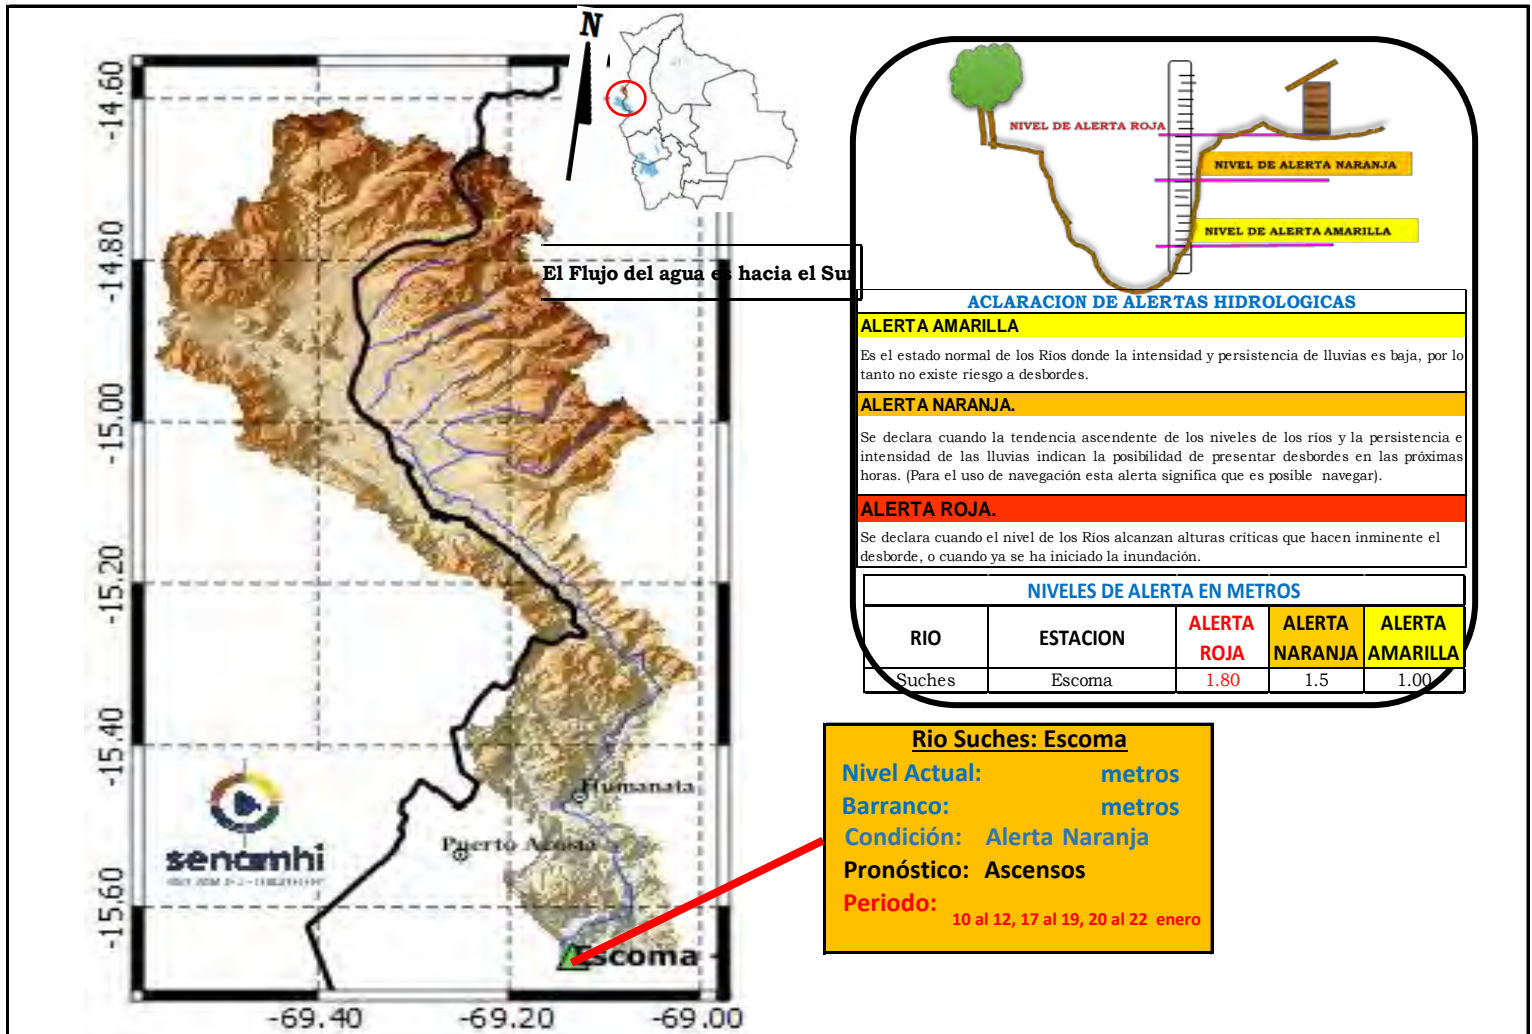 N
-14.60
-14.80
-15.00
-15.20
-15.40
-15.60
-69.40
-69.20
-69.00
El Flujo del agua es hacia el Sur
Humanata
Puerto Acosta
Escoma
senamhi
NIVEL DE ALERTA ROJA
NIVEL DE ALERTA NARANJA
NIVEL DE ALERTA AMARILLA
ACLARACION DE ALERTAS HIDROLOGICAS
ALERTA AMARILLA
Es el estado normal de los Ríos donde la intensidad y persistencia de lluvias es baja, por lo
tanto no existe riesgo a desbordes.
ALERTA NARANJA.
Se declara cuando la tendencia ascendente de los niveles de los ríos y la persistencia e
intensidad de las lluvias indican la posibilidad de presentar desbordes en las próximas
horas. (Para el uso de navegación esta alerta significa que es posible navegar).
ALERTA ROJA.
Se declara cuando el nivel de los Ríos alcanzan alturas críticas que hacen inminente el
desborde, o cuando ya se ha iniciado la inundación.
NIVELES DE ALERTA EN METROS
RIO ESTACION ALERTA ROJA ALERTA NARANJA ALERTA AMARILLA
Suches Escoma 1.80 1.5 1.00
Rio Suches: Escoma
Nivel Actual: metros
Barranco: metros
Condición: Alerta Naranja
Pronóstico: Ascensos
Periodo:
10 al 12, 17 al 19, 20 al 22 enero